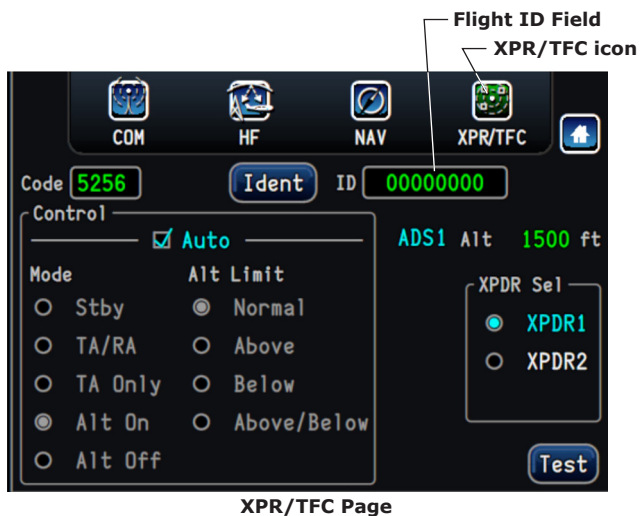 Flight ID Field
XPR/TFC icon
COM HF NAV XPR/TFC
Code 5256 Ident ID 00000000
Control
Auto ADS1 Alt 1500 ft
Mode Alt Limit XPDR Sel
Stby Normal XPDR1
TA/RA Above XPDR2
TA Only Below
Alt On Above/Below
Alt Off Test
XPR/TFC Page